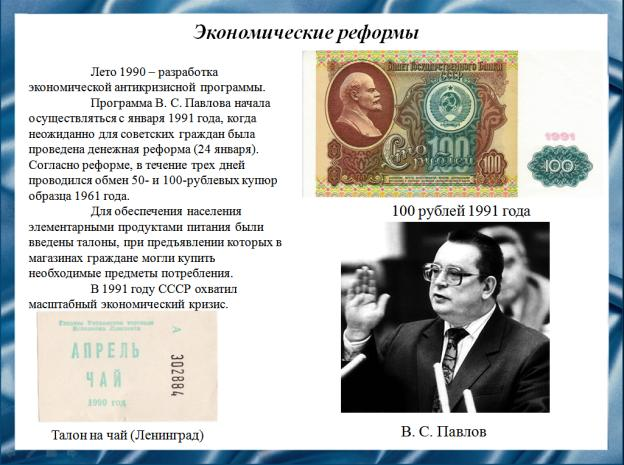 Экономические реформы
Лето 1990 – разработка
экономической антикризисной программы.
Программа В. С. Павлова начала
осуществляться с января 1991 года, когда
неожиданно для советских граждан была
проведена денежная реформа (24 января).
Согласно реформе, в течение трех дней
проводился обмен 50- и 100-рублевых купюр
образца 1961 года.
Для обеспечения населения
элементарными продуктами питания были
введены талоны, при предъявлении которых в
магазинах граждане могли купить
необходимые предметы потребления.
В 1991 году СССР охватил
масштабный экономический кризис.
Билет Государственного Банка
СССР
100
Сто
рублей
100
1991
100
100 рублей 1991 года
А
АПРЕЛЬ
ЧАЙ
1990 год
302884
Талон на чай (Ленинград)
В. С. Павлов